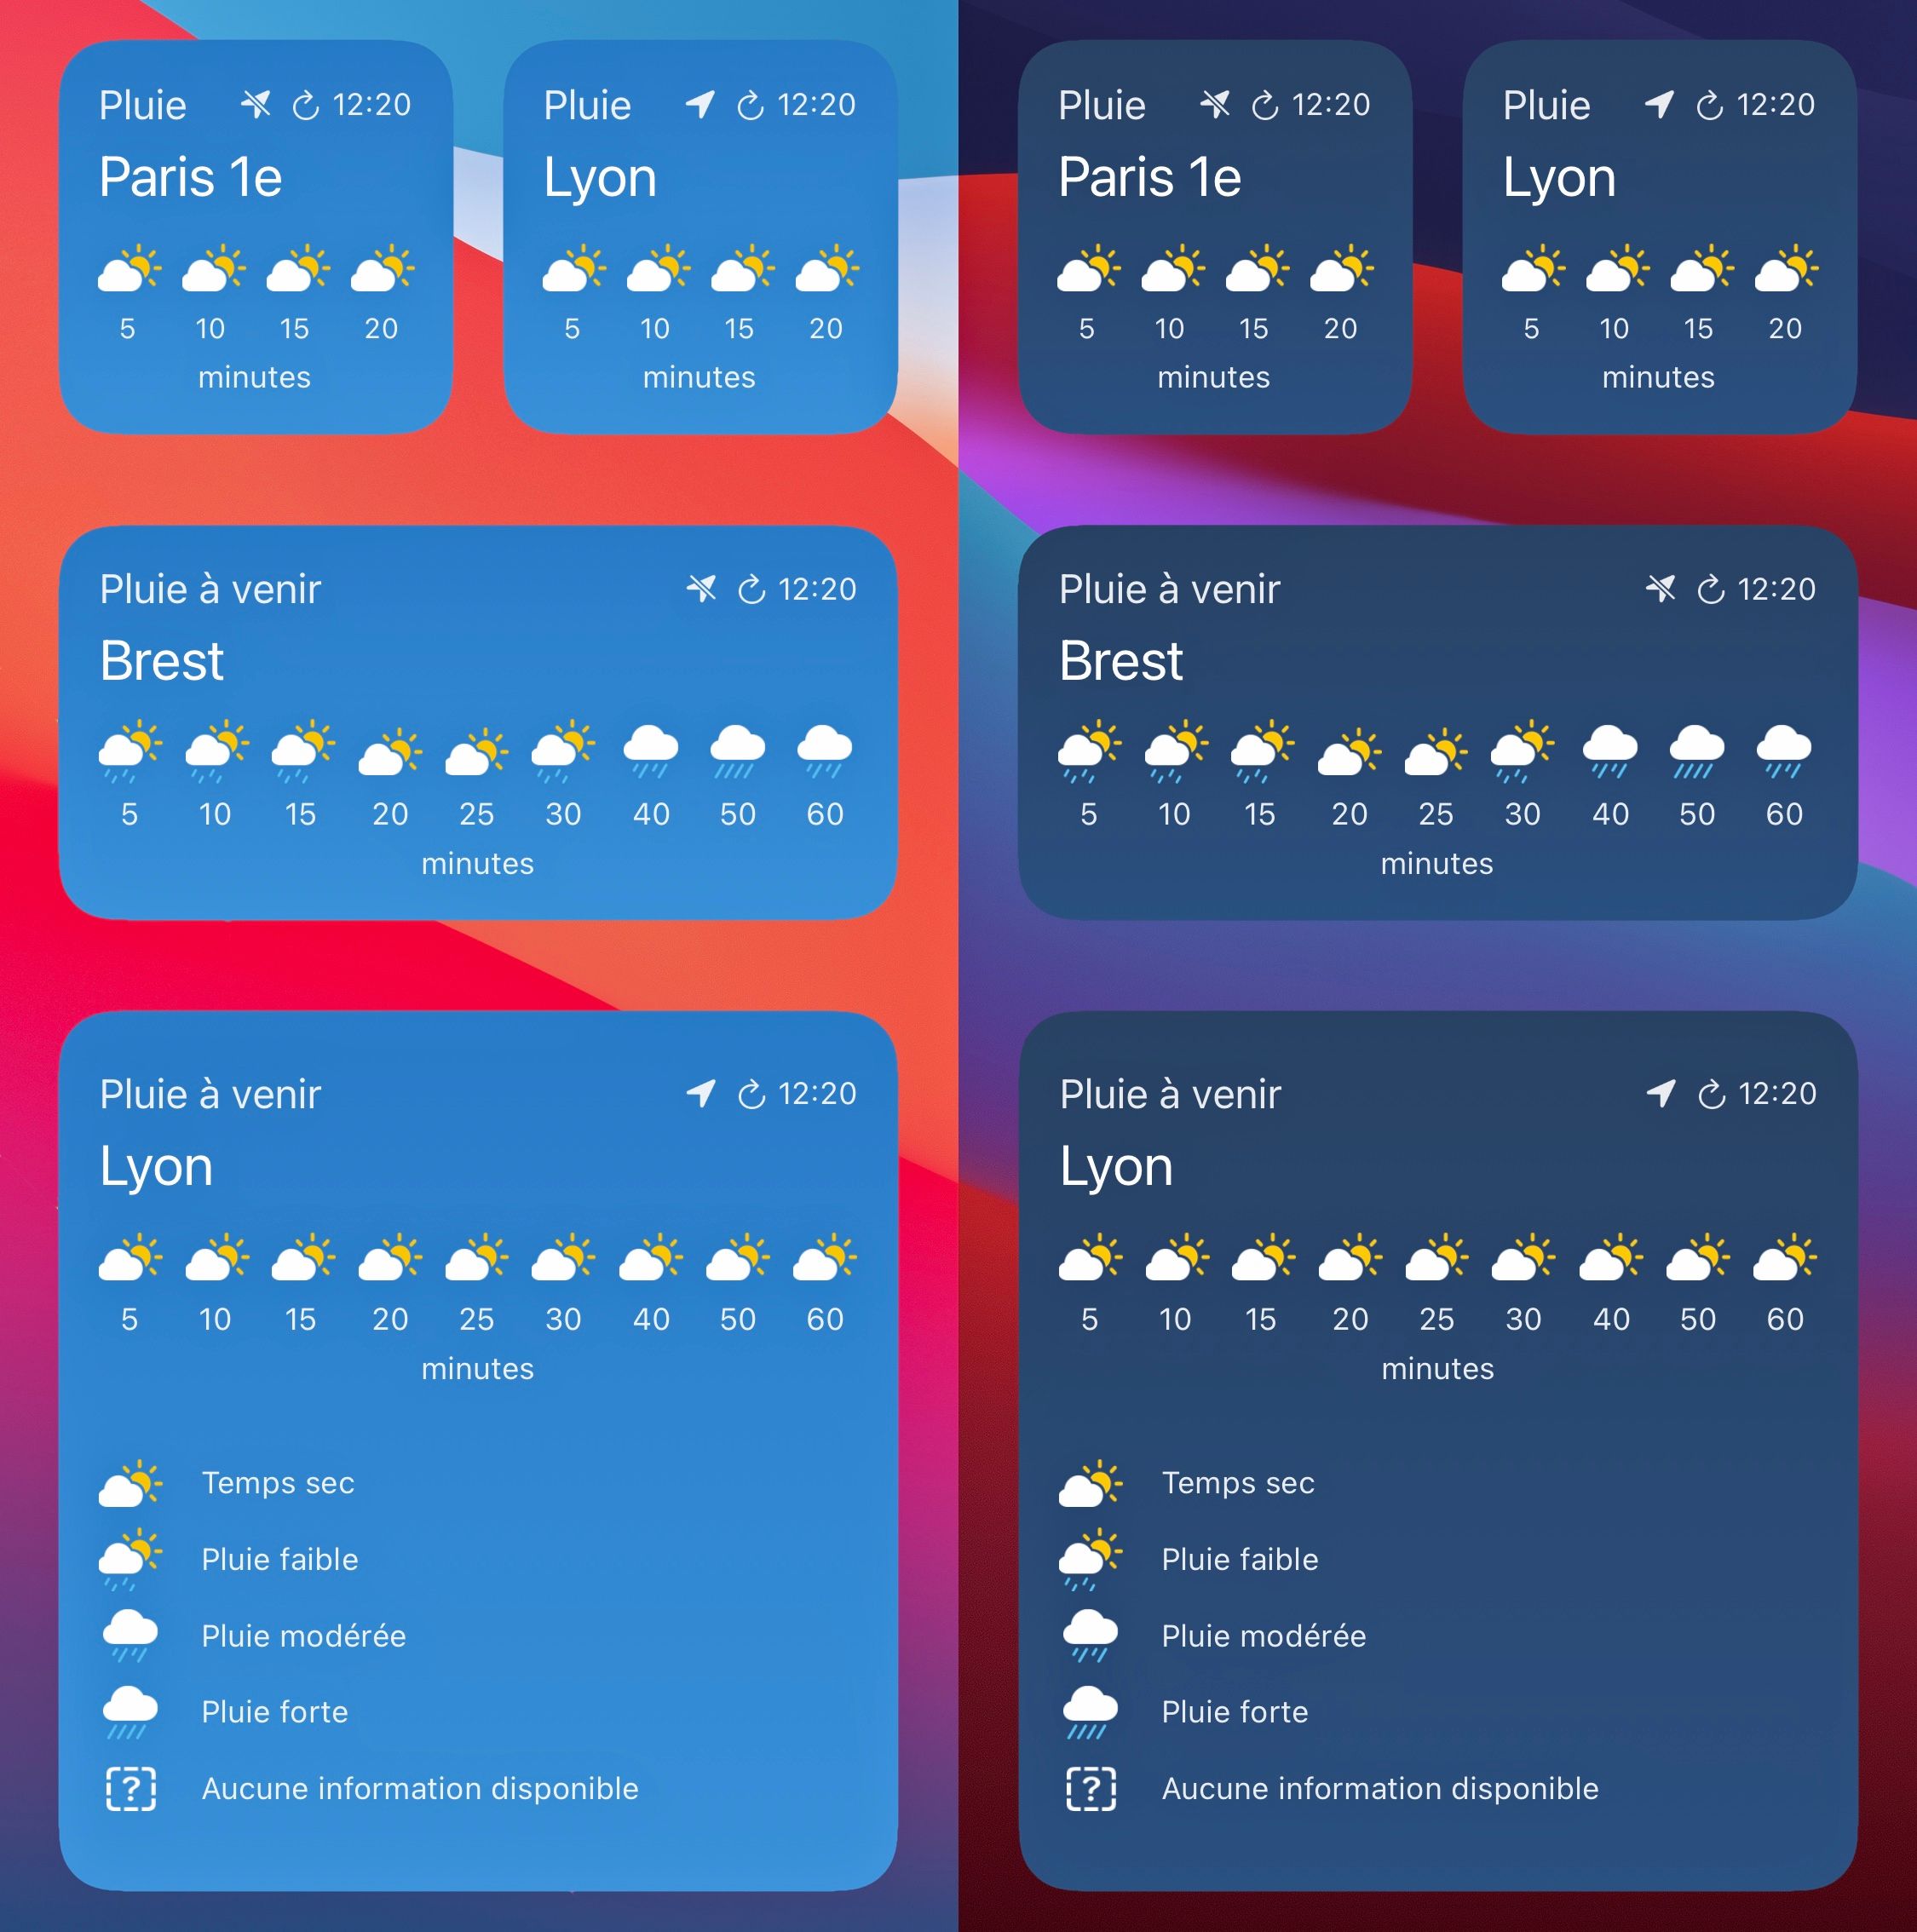 Pluie 12:20
Paris 1e
5 10 15 20
minutes
Pluie 12:20
Lyon
5 10 15 20
minutes
Pluie à venir 12:20
Brest
5 10 15 20 25 30 40 50 60
minutes
Pluie à venir 12:20
Lyon
5 10 15 20 25 30 40 50 60
minutes
Temps sec
Pluie faible
Pluie modérée
Pluie forte
? Aucune information disponible
Pluie 12:20
Paris 1e
5 10 15 20
minutes
Pluie 12:20
Lyon
5 10 15 20
minutes
Pluie à venir 12:20
Brest
5 10 15 20 25 30 40 50 60
minutes
Pluie à venir 12:20
Lyon
5 10 15 20 25 30 40 50 60
minutes
Temps sec
Pluie faible
Pluie modérée
Pluie forte
? Aucune information disponible